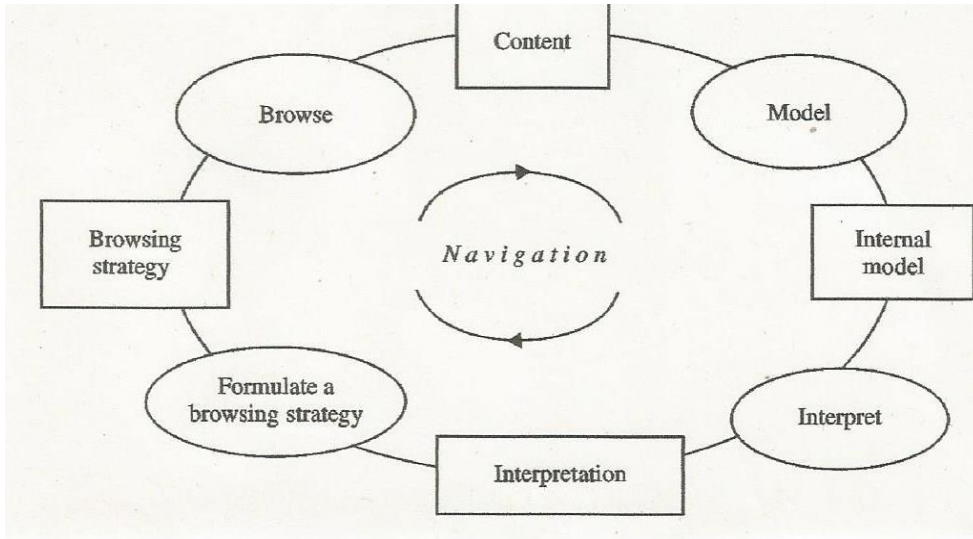 Content
Browse
Model
Browsing
strategy
Navigation
Internal
model
Formulate a
browsing strategy
Interpret
Interpretation